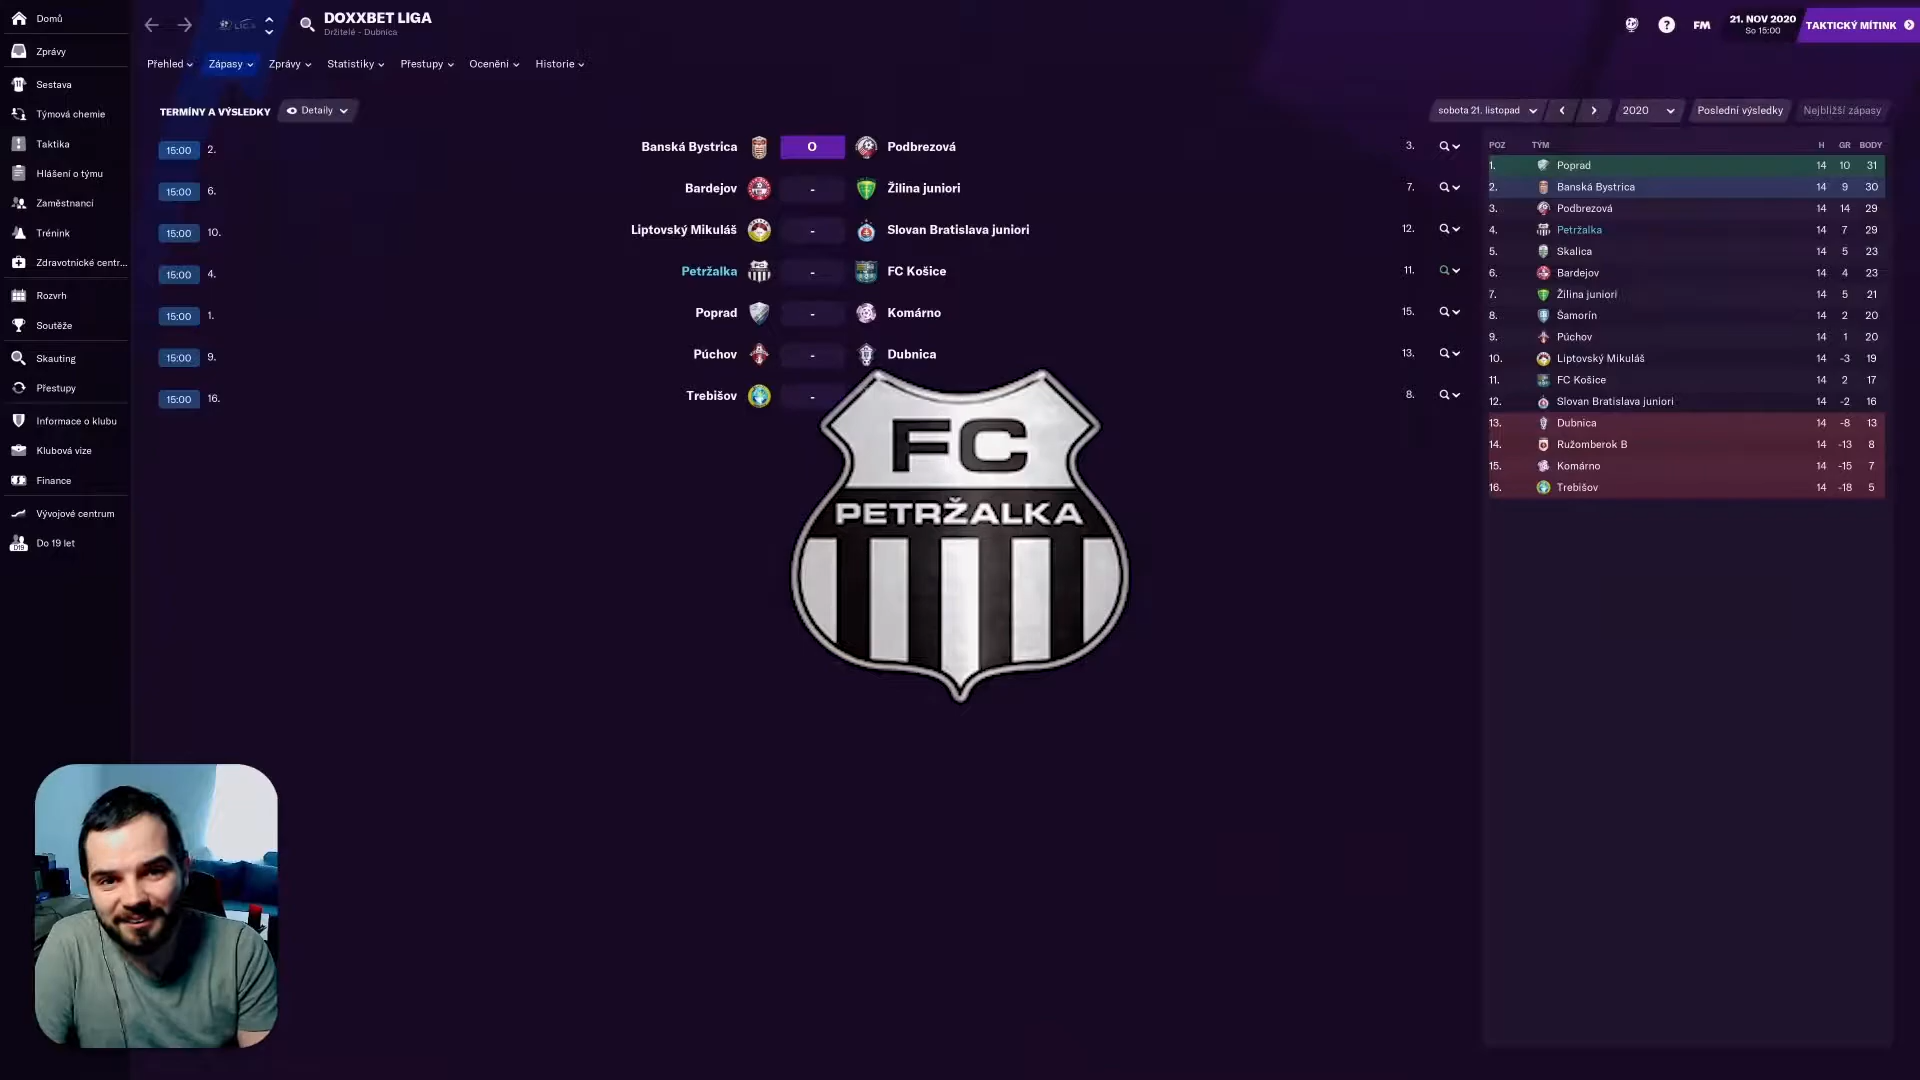 Domů
Zprávy
Sestava
Týmová chemie
Taktika
Hlášení o týmu
Zaměstnanci
Trénink
Zdravotnické centr...
Rozvrh
Soutěže
Skauting
Přestupy
Informace o klubu
Klubová vize
Finance
Vývojové centrum
Do 19 let
DOXXBET LIGA
Držitelé - Dubnica
FM
21. NOV 2020
So 15:00
TAKTICKÝ MÍTINK
Přehled Zápasy Zprávy Statistiky Přestupy Ocenění Historie
TERMÍNY A VÝSLEDKY Detaily
sobota 21. listopad 2020 Poslední výsledky Nejbližší zápasy
15:00 2. Banská Bystrica O Podbrezová 3.
15:00 6. Bardejov - Žilina juniori 7.
15:00 10. Liptovský Mikuláš - Slovan Bratislava juniori 12.
15:00 4. Petržalka - FC Košice 11.
15:00 1. Poprad - Komárno 15.
15:00 9. Púchov - Dubnica 13.
15:00 16. Trebišov - 8.
FC
PETRŽALKA
POZ TÝM H GR BODY
1. Poprad 14 10 31
2. Banská Bystrica 14 9 30
3. Podbrezová 14 14 29
4. Petržalka 14 7 29
5. Skalica 14 5 23
6. Bardejov 14 4 23
7. Žilina juniori 14 5 21
8. Šamorín 14 2 20
9. Púchov 14 1 20
10. Liptovský Mikuláš 14 -3 19
11. FC Košice 14 2 17
12. Slovan Bratislava juniori 14 -2 16
13. Dubnica 14 -8 13
14. Ružomberok B 14 -13 8
15. Komárno 14 -15 7
16. Trebišov 14 -18 5